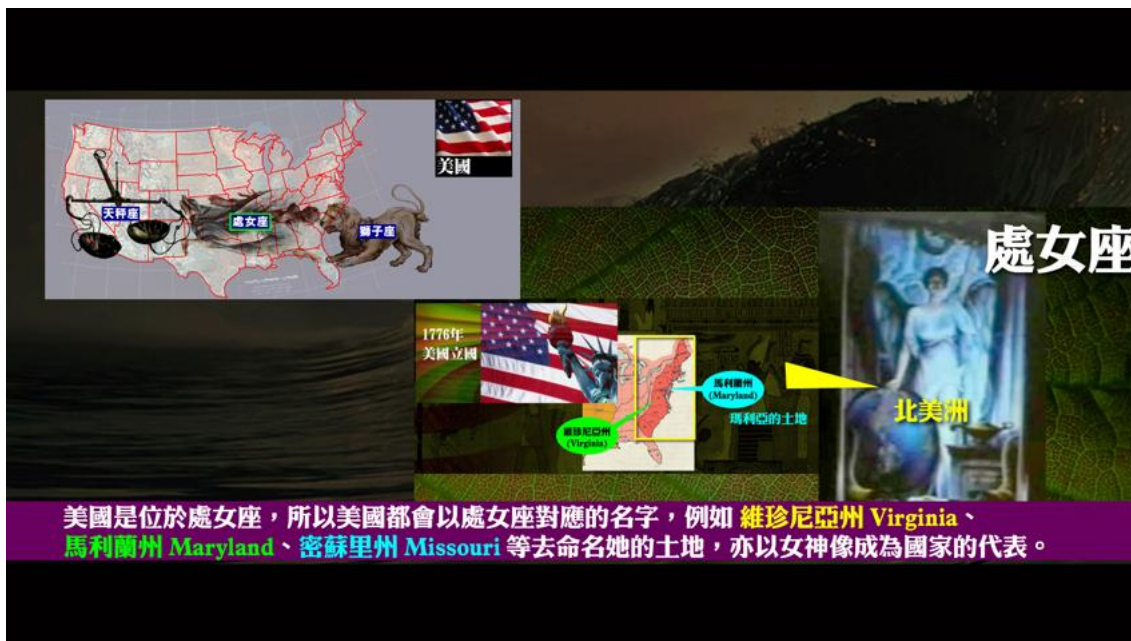 美國
天秤座
處女座
獅子座
處女座
1776年
美國立國
馬利蘭州
(Maryland)
瑪利亞的土地
維珍尼亞州
(Virginia)
北美洲
美國是位於處女座，所以美國都會以處女座對應的名字，例如 維珍尼亞州 Virginia、
馬利蘭州 Maryland、密蘇里州 Missouri 等去命名她的土地，亦以女神像成為國家的代表。